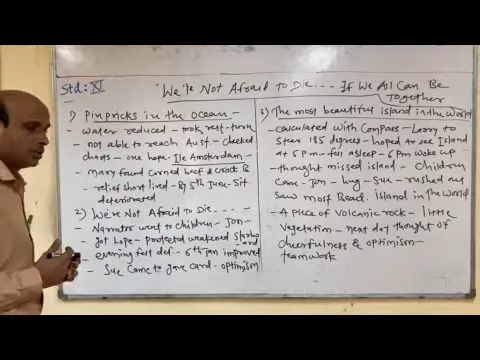 Std: XI
"We're Not Afraid to Die... If We All Can Be
Together
1) Pinpricks in the ocean -
- water reduced - took rest-turn
- not able to reach Aust. - checked
charts - one hope - Ile Amsterdam -
- mary found corned beef & crack B
- relief short lived - By 5th June - Sit
deteriorated
2) We're Not Afraid to Die... -
- Narrator went to children - Jon -
got hope - protected weakened Starbo
ard
- evening felt def. - 6th Jan improved
- Sue came to gave card - optimism
3) The most beautiful island in the world
- calculated with compass - Larry to
Steer 185 degrees - hoped to see Island
at 5 pm - fell asleep - 6 pm woke up
- thought missed island - children
came - Jon - hug - Sue - rushed out
saw most Beaut. island in the world
- A piece of volcanic rock - little
vegetation - next day thought of
cheerfulness & optimism -
teamwork